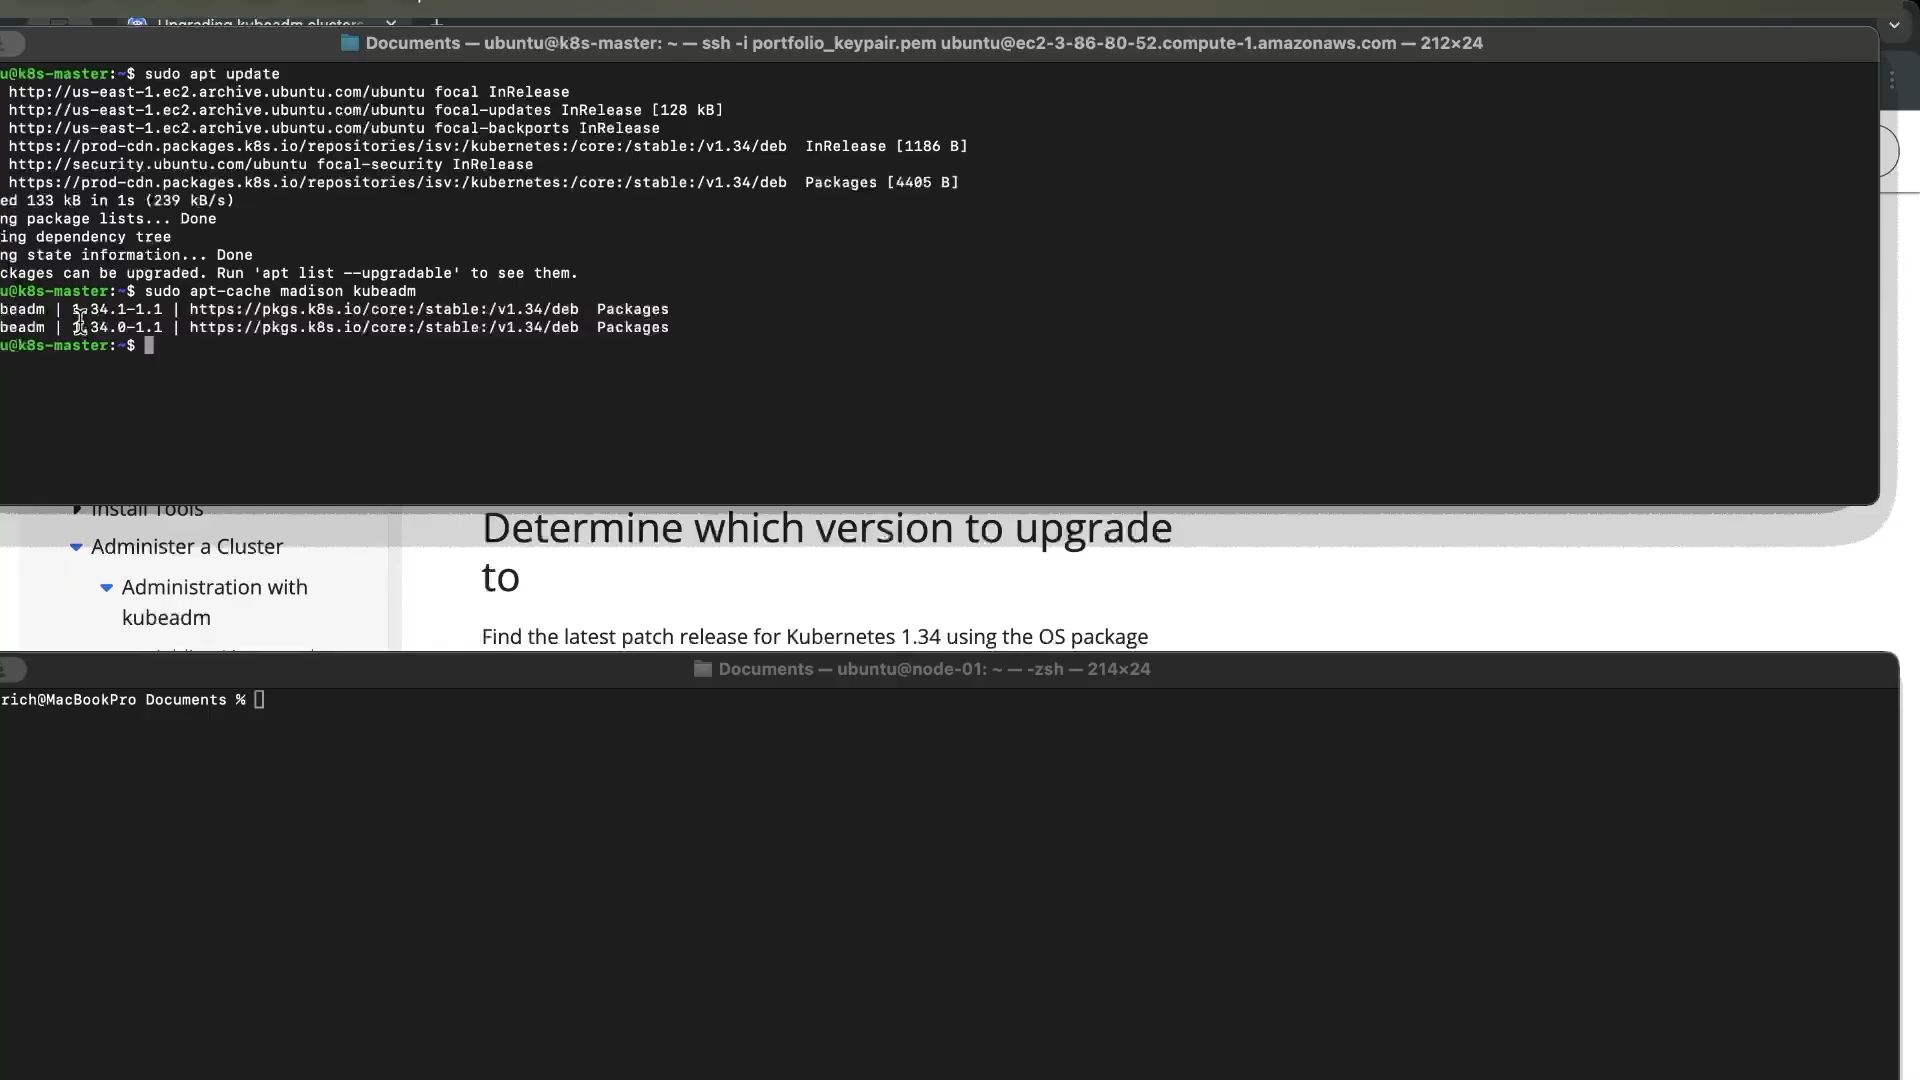 Upgrading kubeadm clusters
Documents — ubuntu@k8s-master: ~ — ssh -i portfolio_keypair.pem ubuntu@ec2-3-86-80-52.compute-1.amazonaws.com — 212×24
u@k8s-master:~$ sudo apt update
http://us-east-1.ec2.archive.ubuntu.com/ubuntu focal InRelease
http://us-east-1.ec2.archive.ubuntu.com/ubuntu focal-updates InRelease [128 kB]
http://us-east-1.ec2.archive.ubuntu.com/ubuntu focal-backports InRelease
https://prod-cdn.packages.k8s.io/repositories/isv:/kubernetes:/core:/stable:/v1.34/deb  InRelease [1186 B]
http://security.ubuntu.com/ubuntu focal-security InRelease
https://prod-cdn.packages.k8s.io/repositories/isv:/kubernetes:/core:/stable:/v1.34/deb  Packages [4405 B]
ed 133 kB in 1s (239 kB/s)
ng package lists... Done
ing dependency tree
ng state information... Done
ckages can be upgraded. Run 'apt list --upgradable' to see them.
u@k8s-master:~$ sudo apt-cache madison kubeadm
beadm | 1.34.1-1.1 | https://pkgs.k8s.io/core:/stable:/v1.34/deb  Packages
beadm | 1.34.0-1.1 | https://pkgs.k8s.io/core:/stable:/v1.34/deb  Packages
u@k8s-master:~$
Install Tools
Administer a Cluster
Administration with
kubeadm
Determine which version to upgrade
to
Find the latest patch release for Kubernetes 1.34 using the OS package
Documents — ubuntu@node-01: ~ — -zsh — 214×24
rich@MacBookPro Documents %